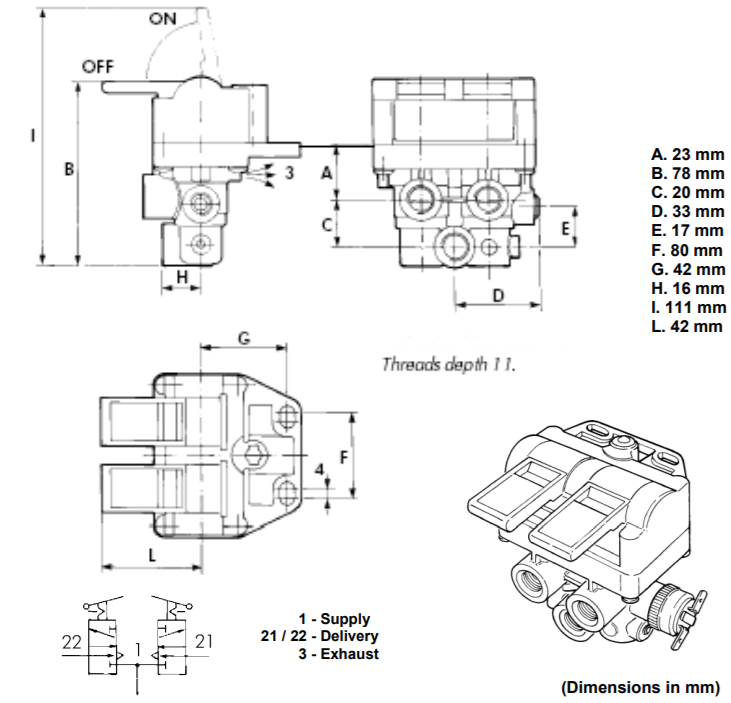 ON
OFF
I
B
3
H
A
C
E
D
A. 23 mm
B. 78 mm
C. 20 mm
D. 33 mm
E. 17 mm
F. 80 mm
G. 42 mm
H. 16 mm
I. 111 mm
L. 42 mm
G
Threads depth 11.
F
4
L
22
1
21
1 - Supply
21 / 22 - Delivery
3 - Exhaust
(Dimensions in mm)